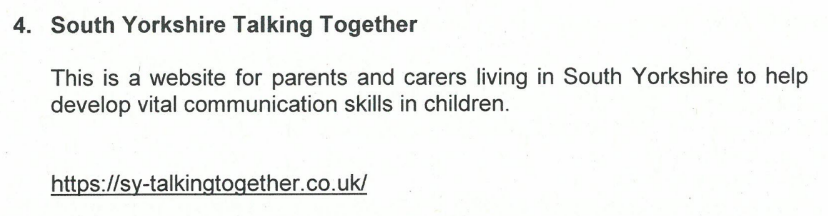 4. South Yorkshire Talking Together
This is a website for parents and carers living in South Yorkshire to help
develop vital communication skills in children.
https://sy-talkingtogether.co.uk/